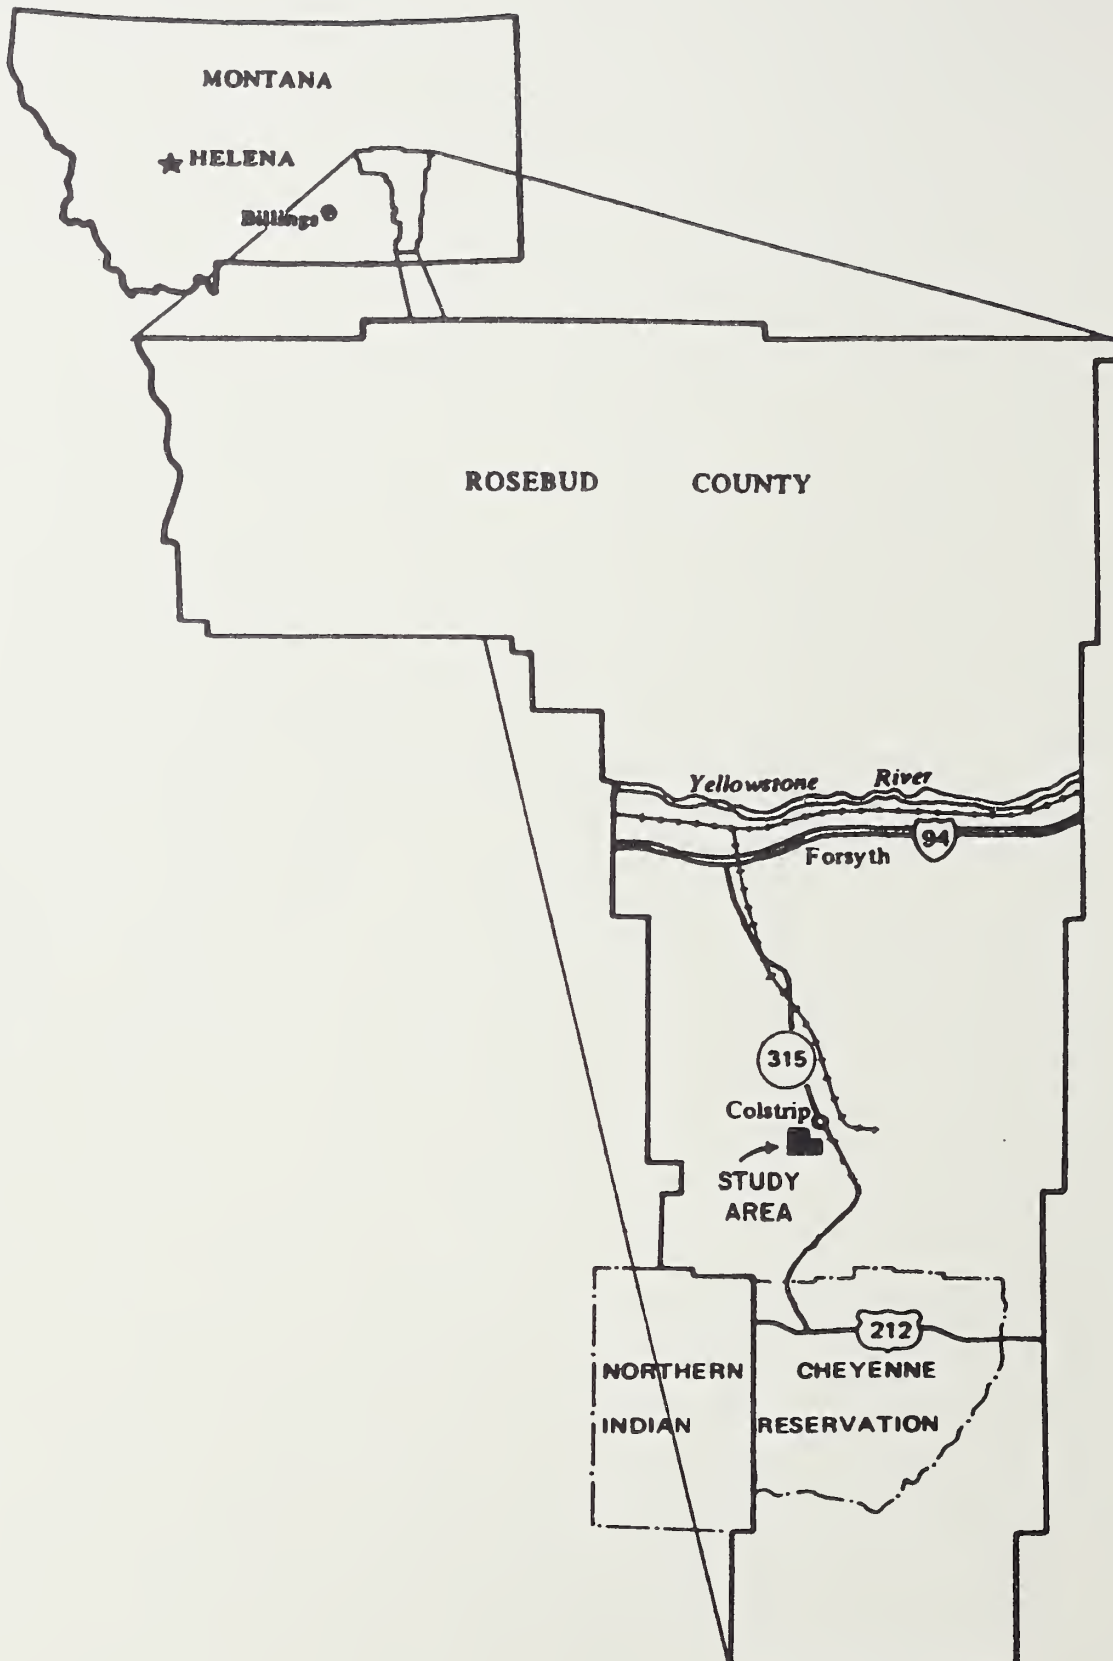 MONTANA
HELENA
Billings
ROSEBUD COUNTY
Yellowstone River
94
Forsyth
315
Colstrip
STUDY
AREA
212
NORTHERN CHEYENNE
INDIAN RESERVATION